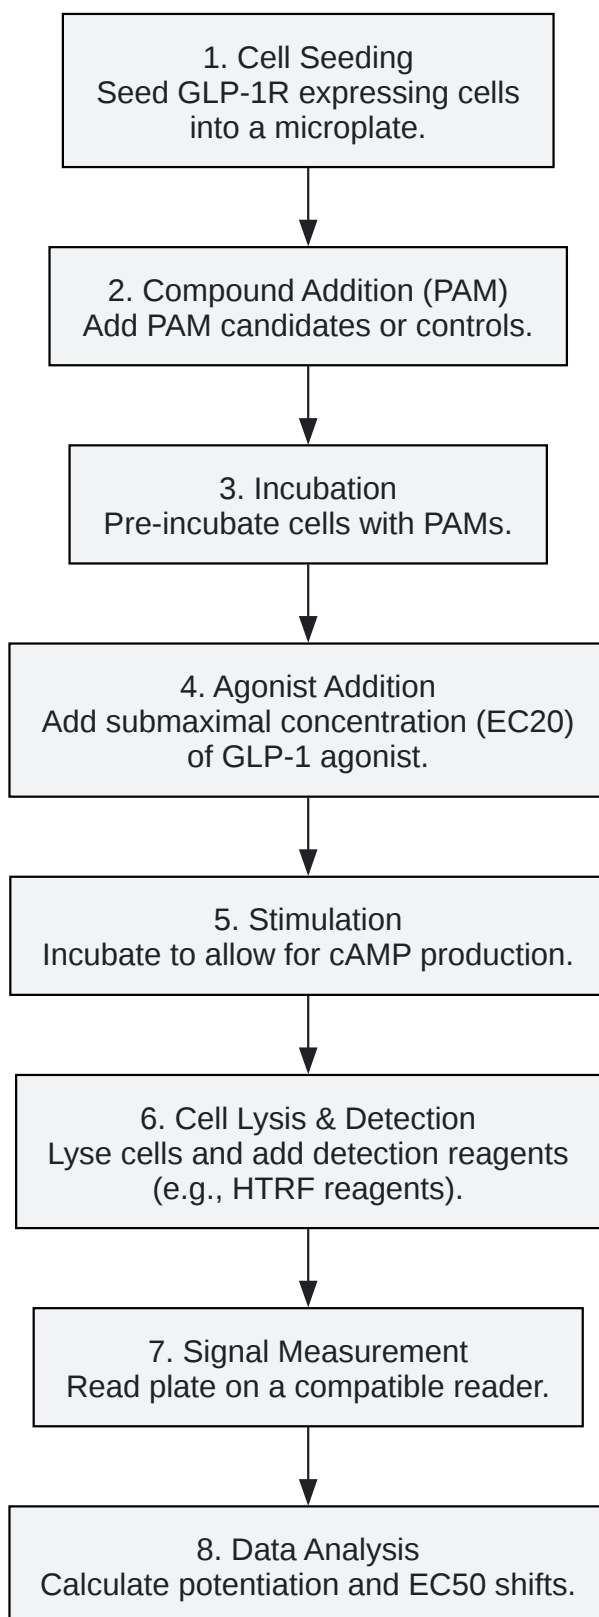 1. Cell Seeding
Seed GLP-1R expressing cells
into a microplate.
2. Compound Addition (PAM)
Add PAM candidates or controls.
3. Incubation
Pre-incubate cells with PAMs.
4. Agonist Addition
Add submaximal concentration (EC20)
of GLP-1 agonist.
5. Stimulation
Incubate to allow for cAMP production.
6. Cell Lysis & Detection
Lyse cells and add detection reagents
(e.g., HTRF reagents).
7. Signal Measurement
Read plate on a compatible reader.
8. Data Analysis
Calculate potentiation and EC50 shifts.